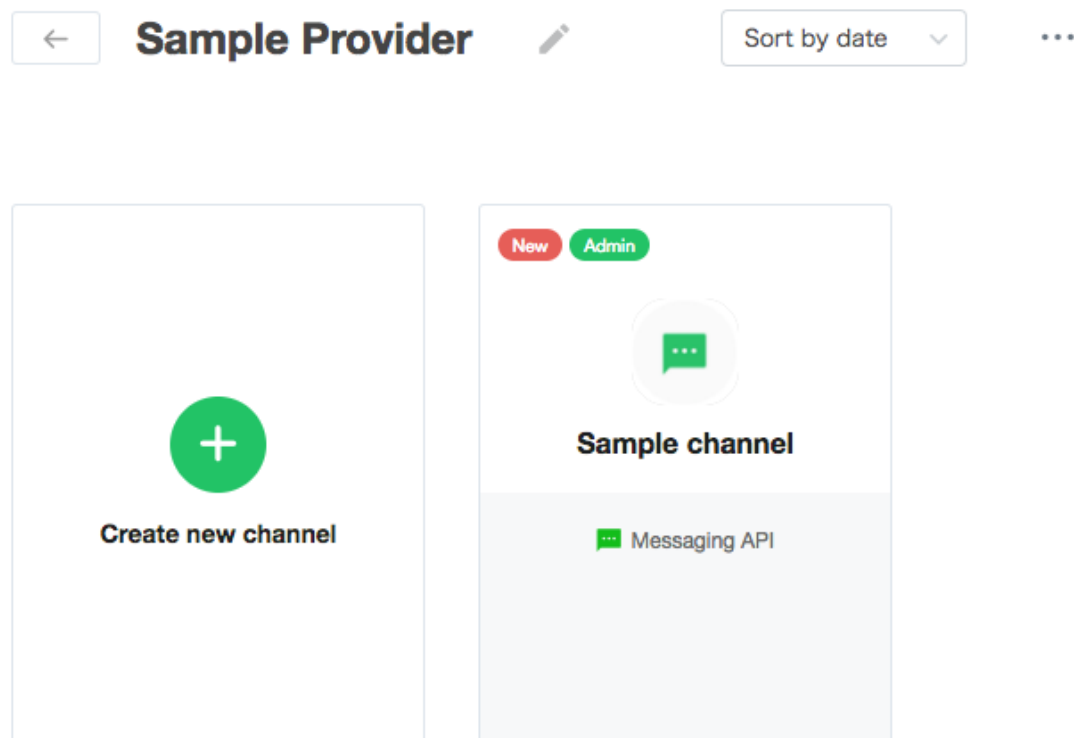 Sample Provider
Sort by date
New
Admin
Sample channel
Create new channel
Messaging API